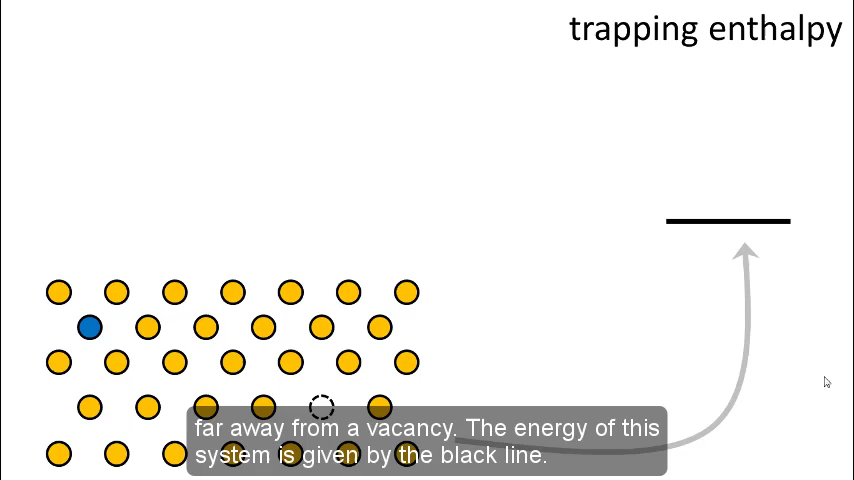 trapping enthalpy
far away from a vacancy. The energy of this
system is given by the black line.